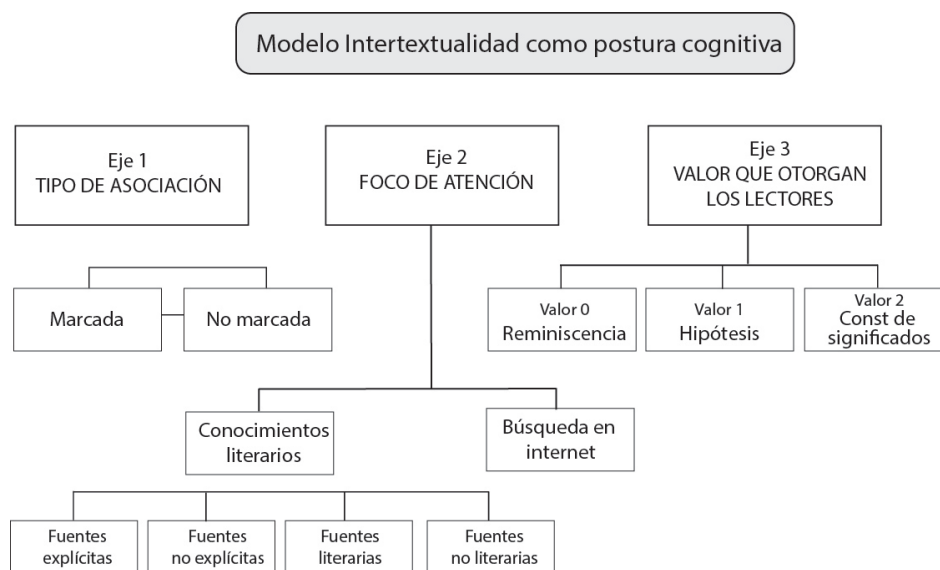 Modelo Intertextualidad como postura cognitiva
Eje 1
TIPO DE ASOCIACIÓN
Eje 2
FOCO DE ATENCIÓN
Eje 3
VALOR QUE OTORGAN
LOS LECTORES
Marcada
No marcada
Valor 0
Reminiscencia
Valor 1
Hipótesis
Valor 2
Const de
significados
Conocimientos
literarios
Búsqueda en
internet
Fuentes
explícitas
Fuentes
no explícitas
Fuentes
literarias
Fuentes
no literarias